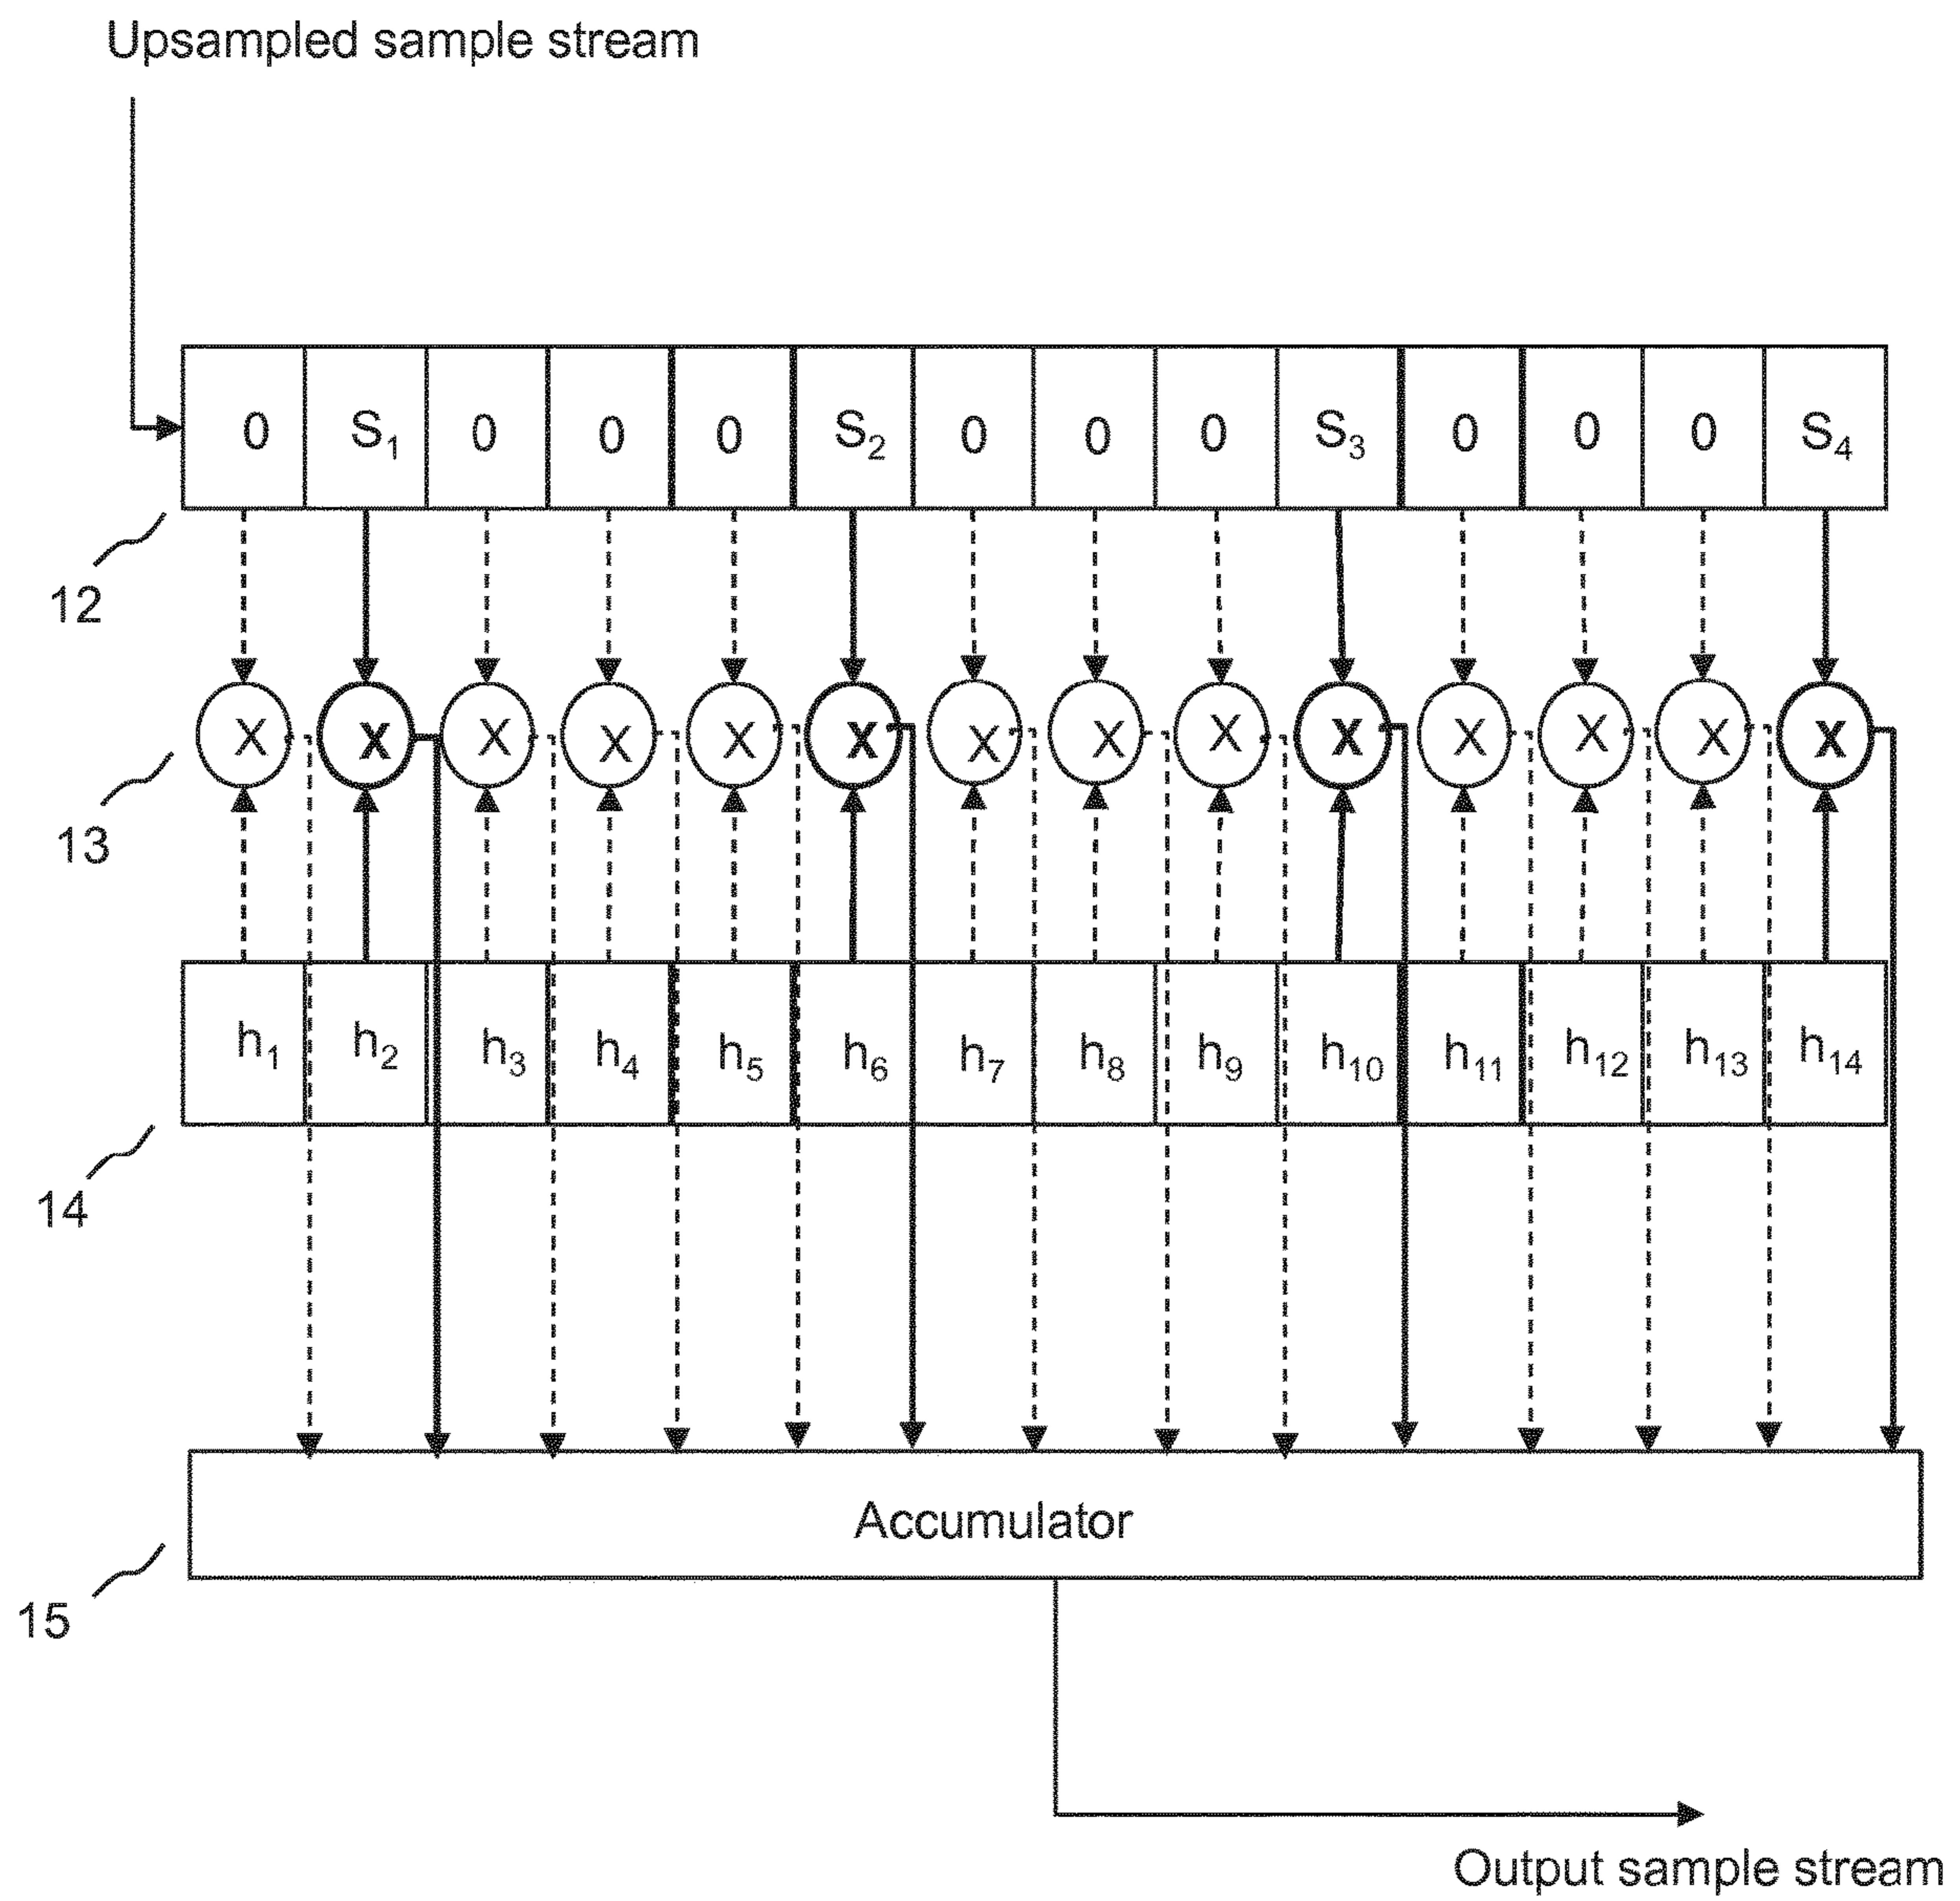 Upsampled sample stream
0 S1 0 0 0 S2 0 0 0 S3 0 0 0 S4
12
X X X X X X X X X X X X X X
13
h1 h2 h3 h4 h5 h6 h7 h8 h9 h10 h11 h12 h13 h14
14
Accumulator
15
Output sample stream